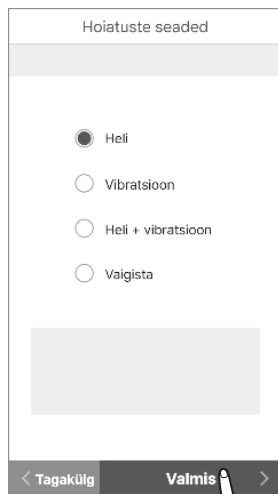 Hoiatuste seaded
Heli
Vibratsioon
Heli + vibratsioon
Vaigista
Tagakülg
Valmis